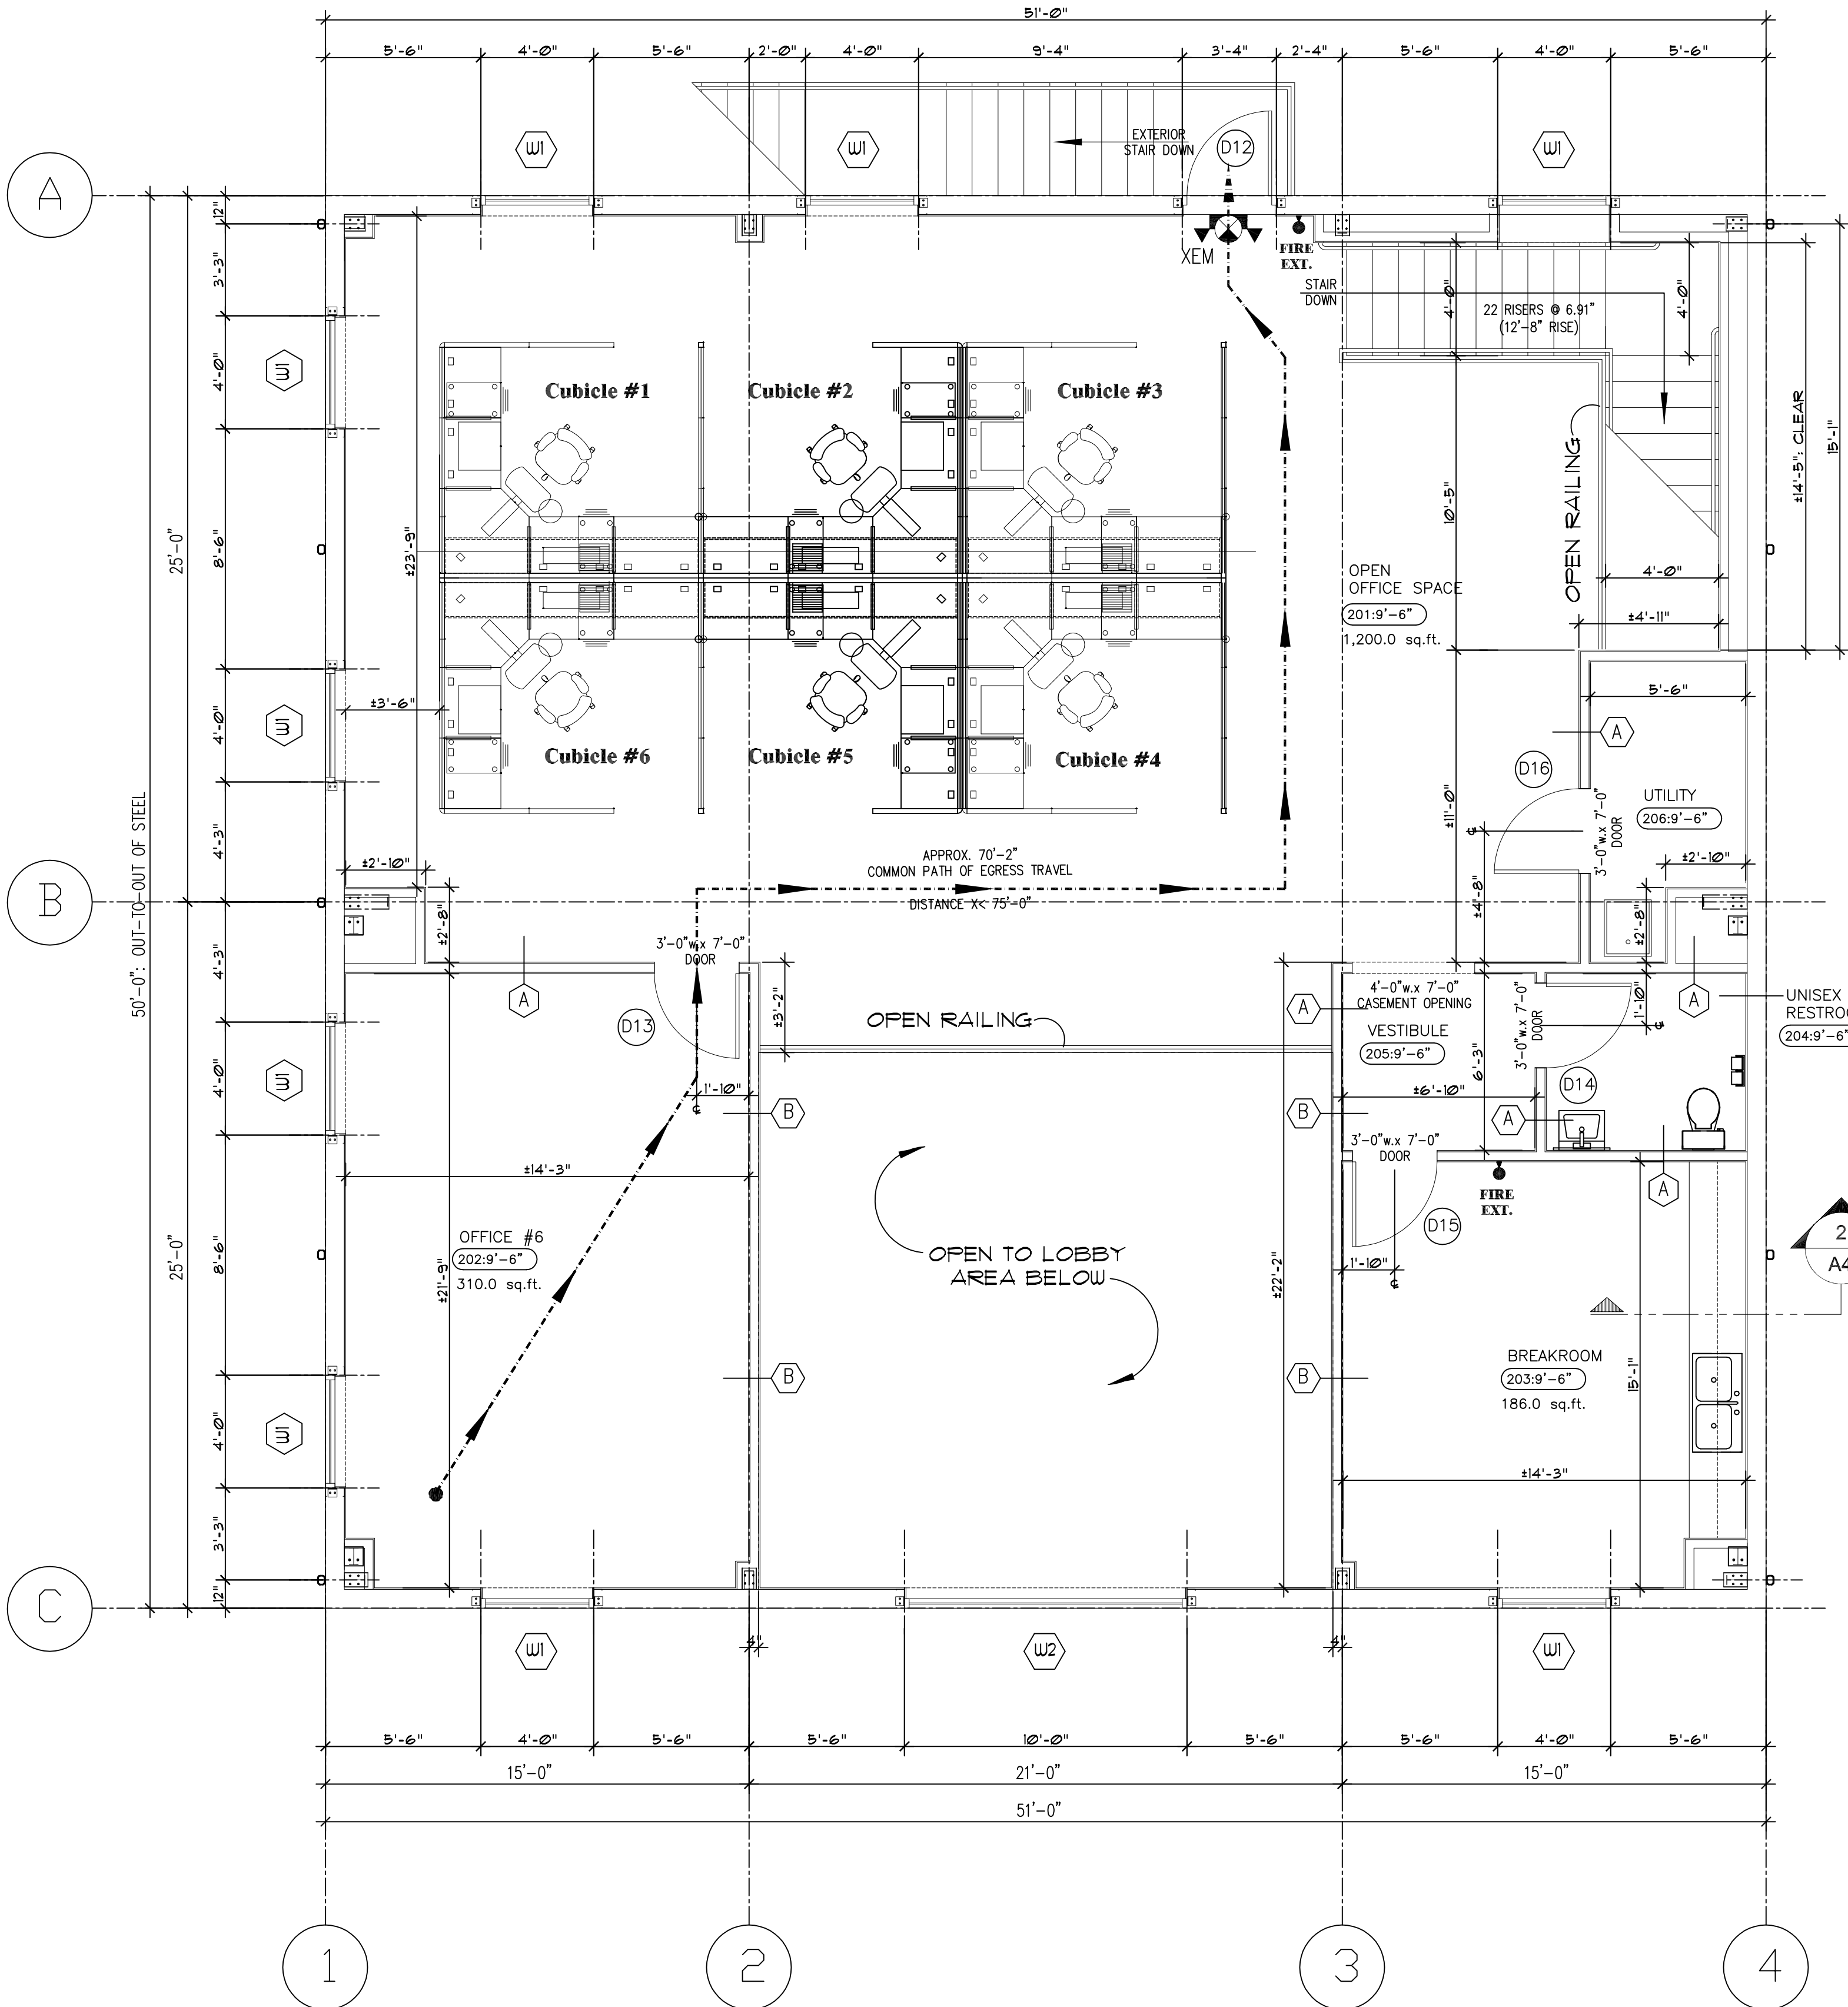 51'-0"
5'-6" 4'-0" 5'-6" 2'-0" 4'-0" 9'-4" 3'-4" 2'-4" 5'-6" 4'-0" 5'-6"
W1
W1
EXTERIOR
STAIR DOWN
D12
W1
A
12"
XEM
FIRE
EXT.
3'-3"
STAIR
DOWN
4'-0"
22 RISERS @ 6.91"
(12'-8" RISE)
4'-0"
W1
4'-0"
Cubicle #1
Cubicle #2
Cubicle #3
±14'-5": CLEAR
15'-1"
OPEN RAILING
25'-0"
8'-6"
±23'-9"
10'-5"
OPEN
OFFICE SPACE
201:9'-6"
1,200.0 sq.ft.
4'-0"
±4'-11"
5'-6"
W1
4'-0"
±3'-6"
A
Cubicle #6
Cubicle #5
Cubicle #4
D16
UTILITY
206:9'-6"
3'-0"w.x 7'-0"
DOOR
±11'-0"
50'-0": OUT-TO-OUT OF STEEL
4'-3"
±2'-10"
APPROX. 70'-2"
COMMON PATH OF EGRESS TRAVEL
DISTANCE X< 75'-0"
±2'-10"
B
±2'-8"
±4'-8"
±2'-8"
3'-0"w.x 7'-0"
DOOR
4'-3"
A
D13
±3'-2"
OPEN RAILING
A
4'-0"w.x 7'-0"
CASEMENT OPENING
VESTIBULE
205:9'-6"
3'-0"w.x 7'-0"
DOOR
1'-10"
A
UNISEX
204:9'-6"
W1
4'-0"
1'-10"
6'-3"
±6'-10"
D14
A
B
B
3'-0"w.x 7'-0"
DOOR
±14'-3"
A
FIRE
EXT.
D15
25'-0"
8'-6"
OFFICE #6
202:9'-6"
310.0 sq.ft.
±21'-9"
OPEN TO LOBBY
AREA BELOW
±22'-2"
1'-10"
2
B
B
BREAKROOM
203:9'-6"
186.0 sq.ft.
15'-1"
W1
4'-0"
±14'-3"
3'-3"
12"
C
4"
4"
W1
W2
W1
5'-6" 4'-0" 5'-6" 5'-6" 10'-0" 5'-6" 5'-6" 4'-0" 5'-6"
15'-0" 21'-0" 15'-0"
51'-0"
1 2 3 4